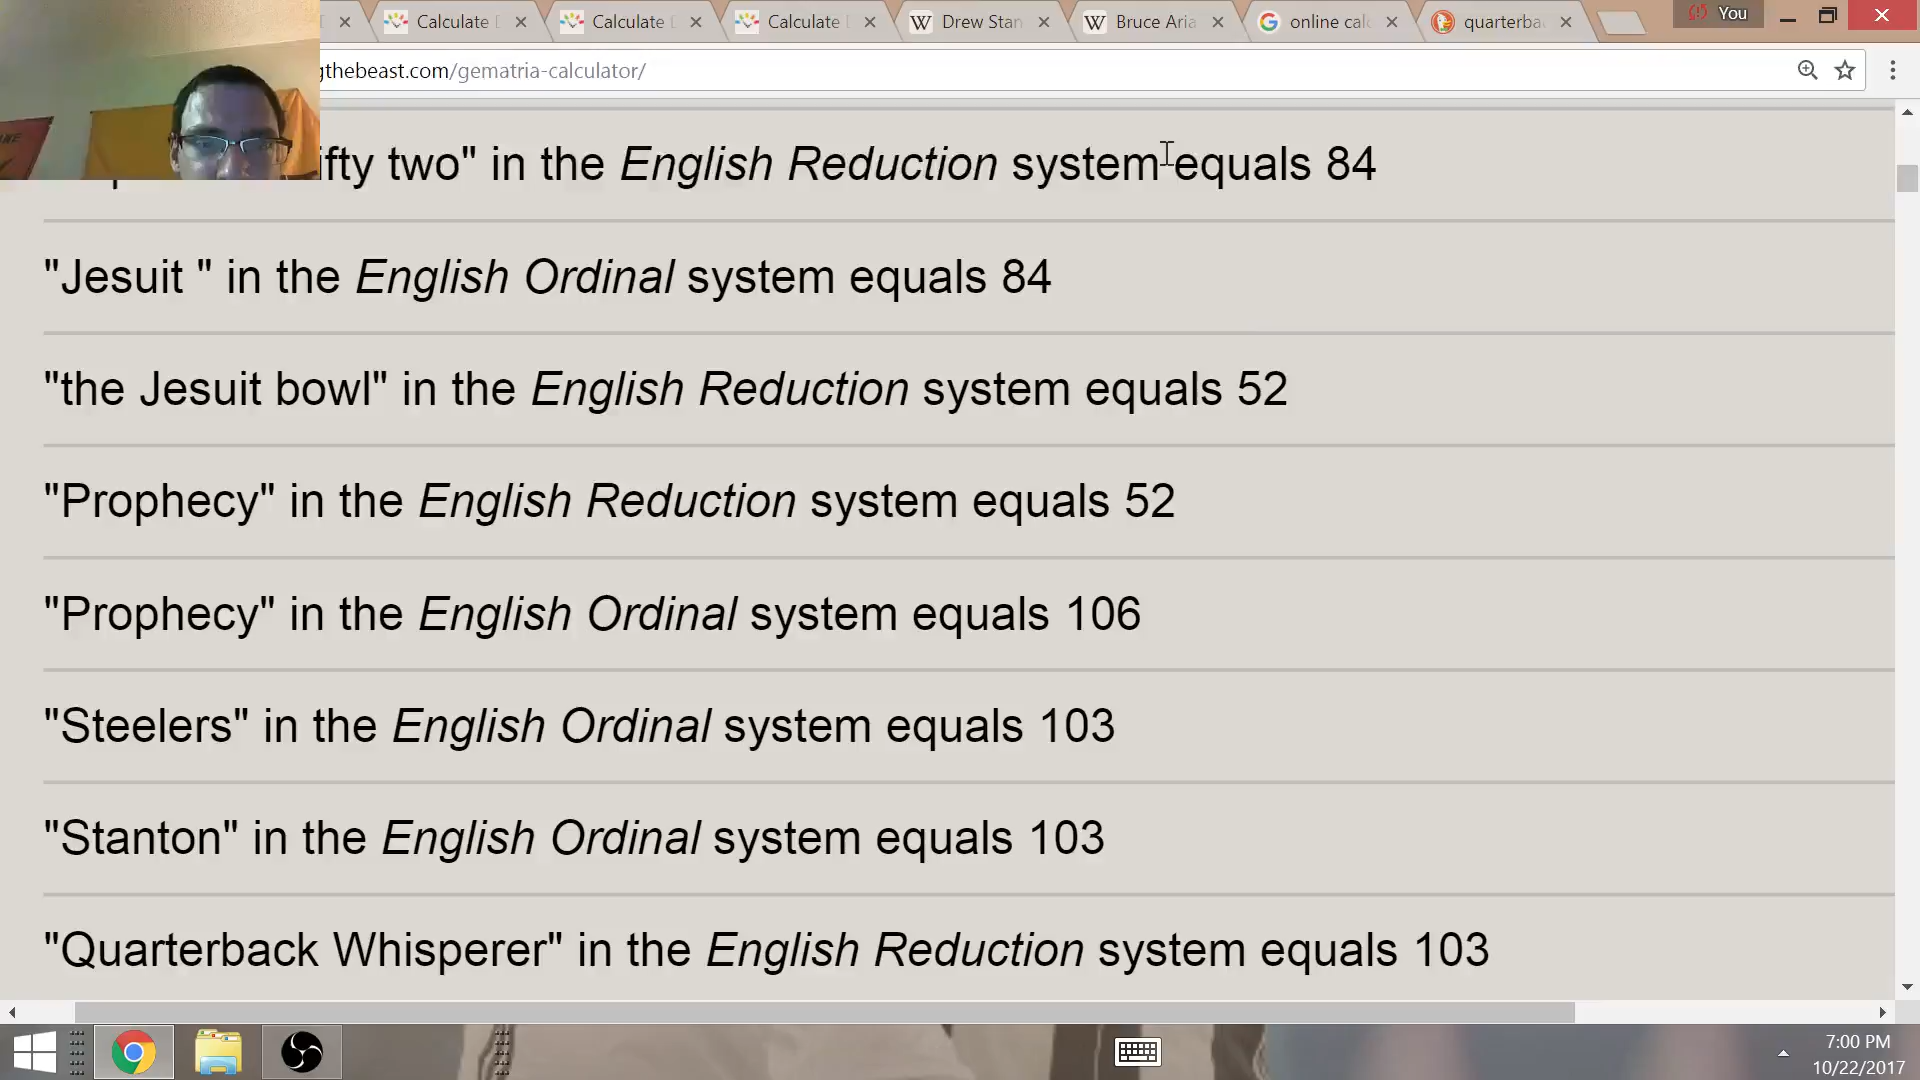 Calculate
Calculate
Calculate
Drew Stan
Bruce Aria
online calc
quarterba
You
gthebeast.com/gematria-calculator/
ifty two" in the English Reduction system equals 84
"Jesuit " in the English Ordinal system equals 84
"the Jesuit bowl" in the English Reduction system equals 52
"Prophecy" in the English Reduction system equals 52
"Prophecy" in the English Ordinal system equals 106
"Steelers" in the English Ordinal system equals 103
"Stanton" in the English Ordinal system equals 103
"Quarterback Whisperer" in the English Reduction system equals 103
7:00 PM
10/22/2017